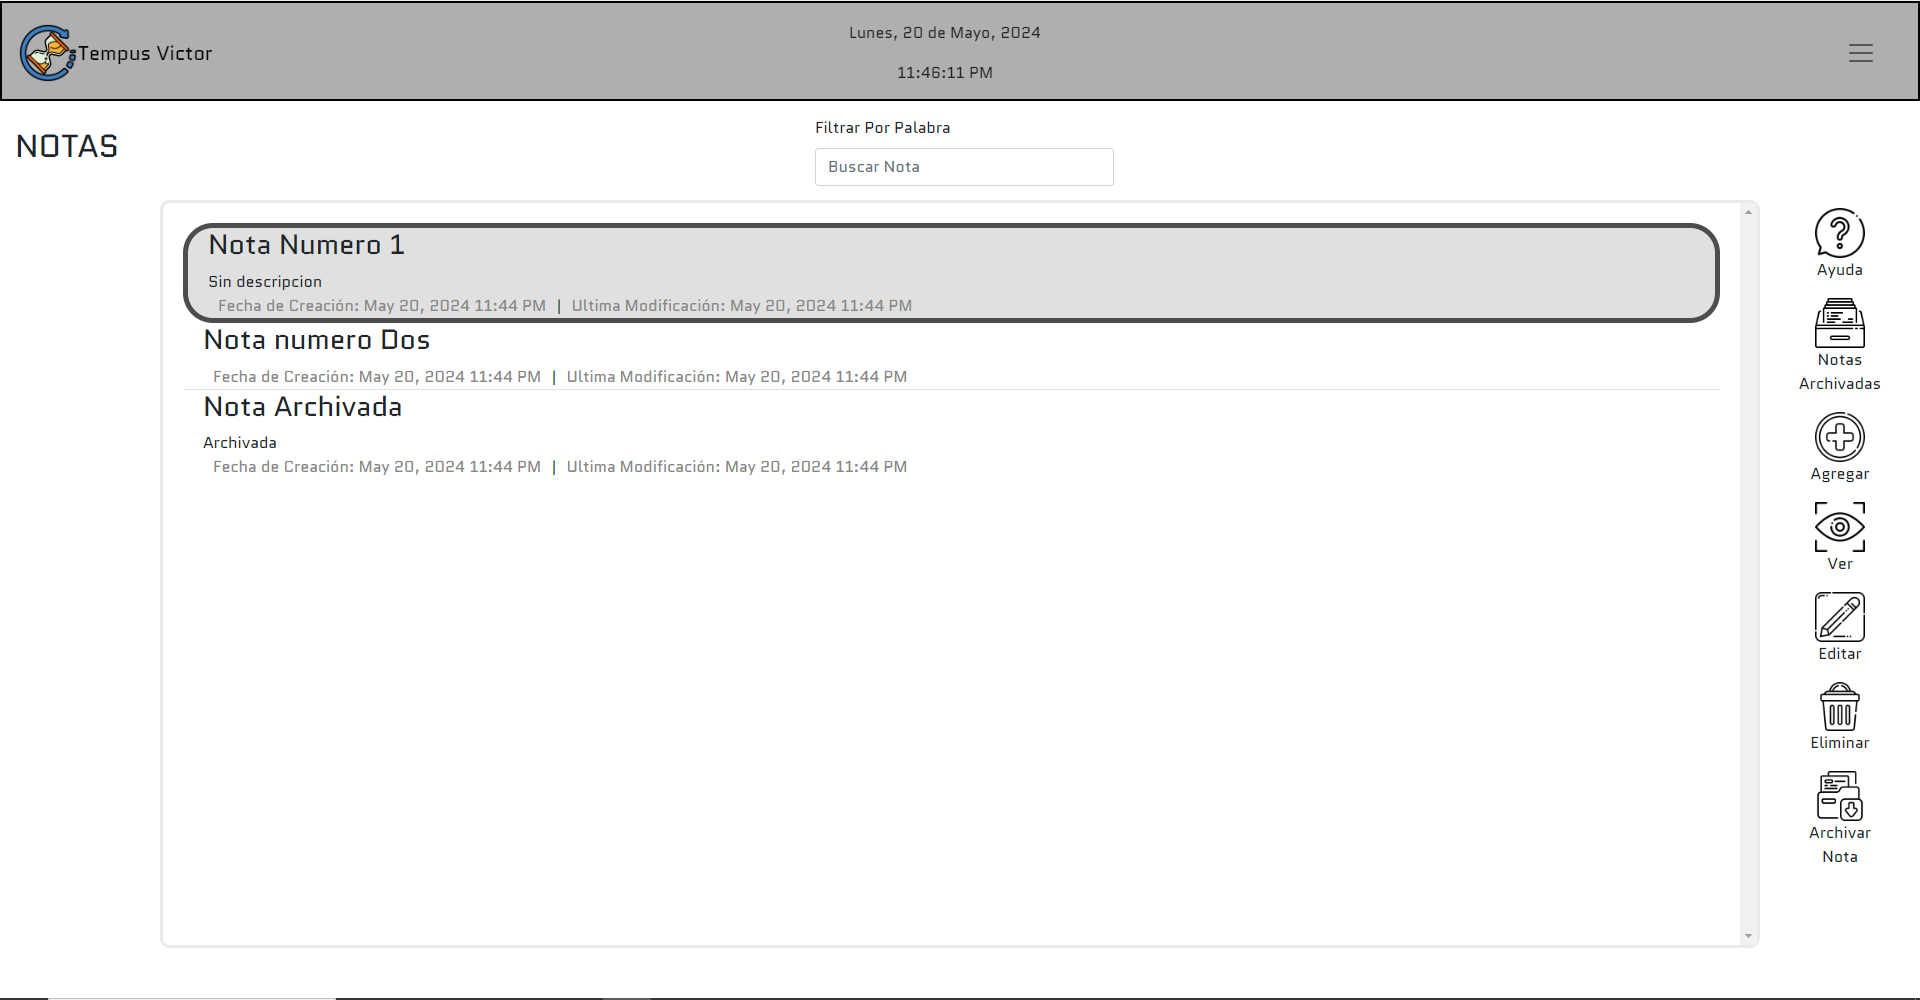 Tempus Victor
Lunes, 20 de Mayo, 2024
11:46:11 PM
NOTAS
Filtrar Por Palabra
Buscar Nota
Nota Numero 1
Sin descripcion
Fecha de Creación: May 20, 2024 11:44 PM | Ultima Modificación: May 20, 2024 11:44 PM
Nota numero Dos
Fecha de Creación: May 20, 2024 11:44 PM | Ultima Modificación: May 20, 2024 11:44 PM
Nota Archivada
Archivada
Fecha de Creación: May 20, 2024 11:44 PM | Ultima Modificación: May 20, 2024 11:44 PM
Ayuda
Notas
Archivadas
Agregar
Ver
Editar
Eliminar
Archivar
Nota